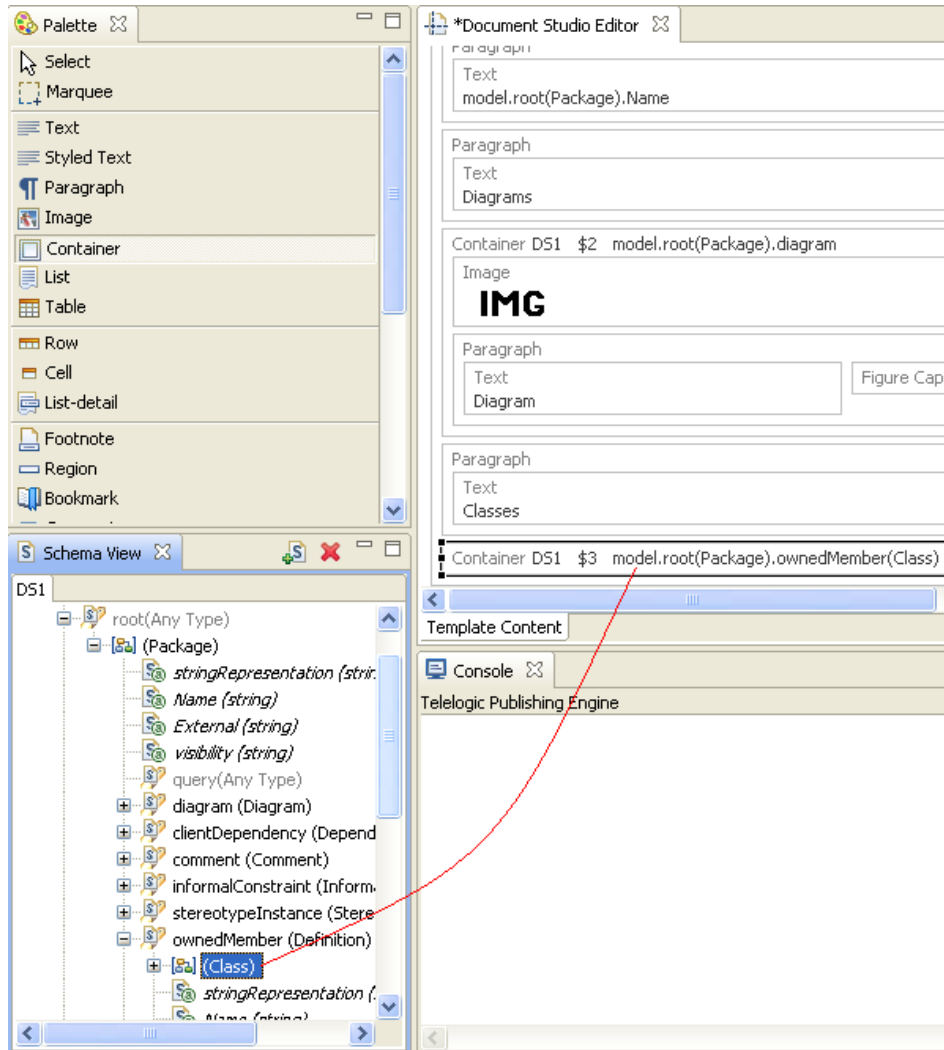 Palette
Select
Marquee
Text
Styled Text
Paragraph
Image
Container
List
Table
Row
Cell
List-detail
Footnote
Region
Bookmark
*Document Studio Editor
Paragraph
Text
model.root(Package).Name
Paragraph
Text
Diagrams
Container DS1 $2 model.root(Package).diagram
Image
IMG
Paragraph
Text
Diagram
Figure Cap
Paragraph
Text
Classes
Container DS1 $3 model.root(Package).ownedMember(Class)
Template Content
Schema View
DS1
root(Any Type)
(Package)
stringRepresentation (strin
Name (string)
External (string)
visibility (string)
query(Any Type)
diagram (Diagram)
clientDependency (Depend
comment (Comment)
informalConstraint (Inform
stereotypeInstance (Stere
ownedMember (Definition)
(Class)
stringRepresentation (
Name (string)
Console
Telelogic Publishing Engine